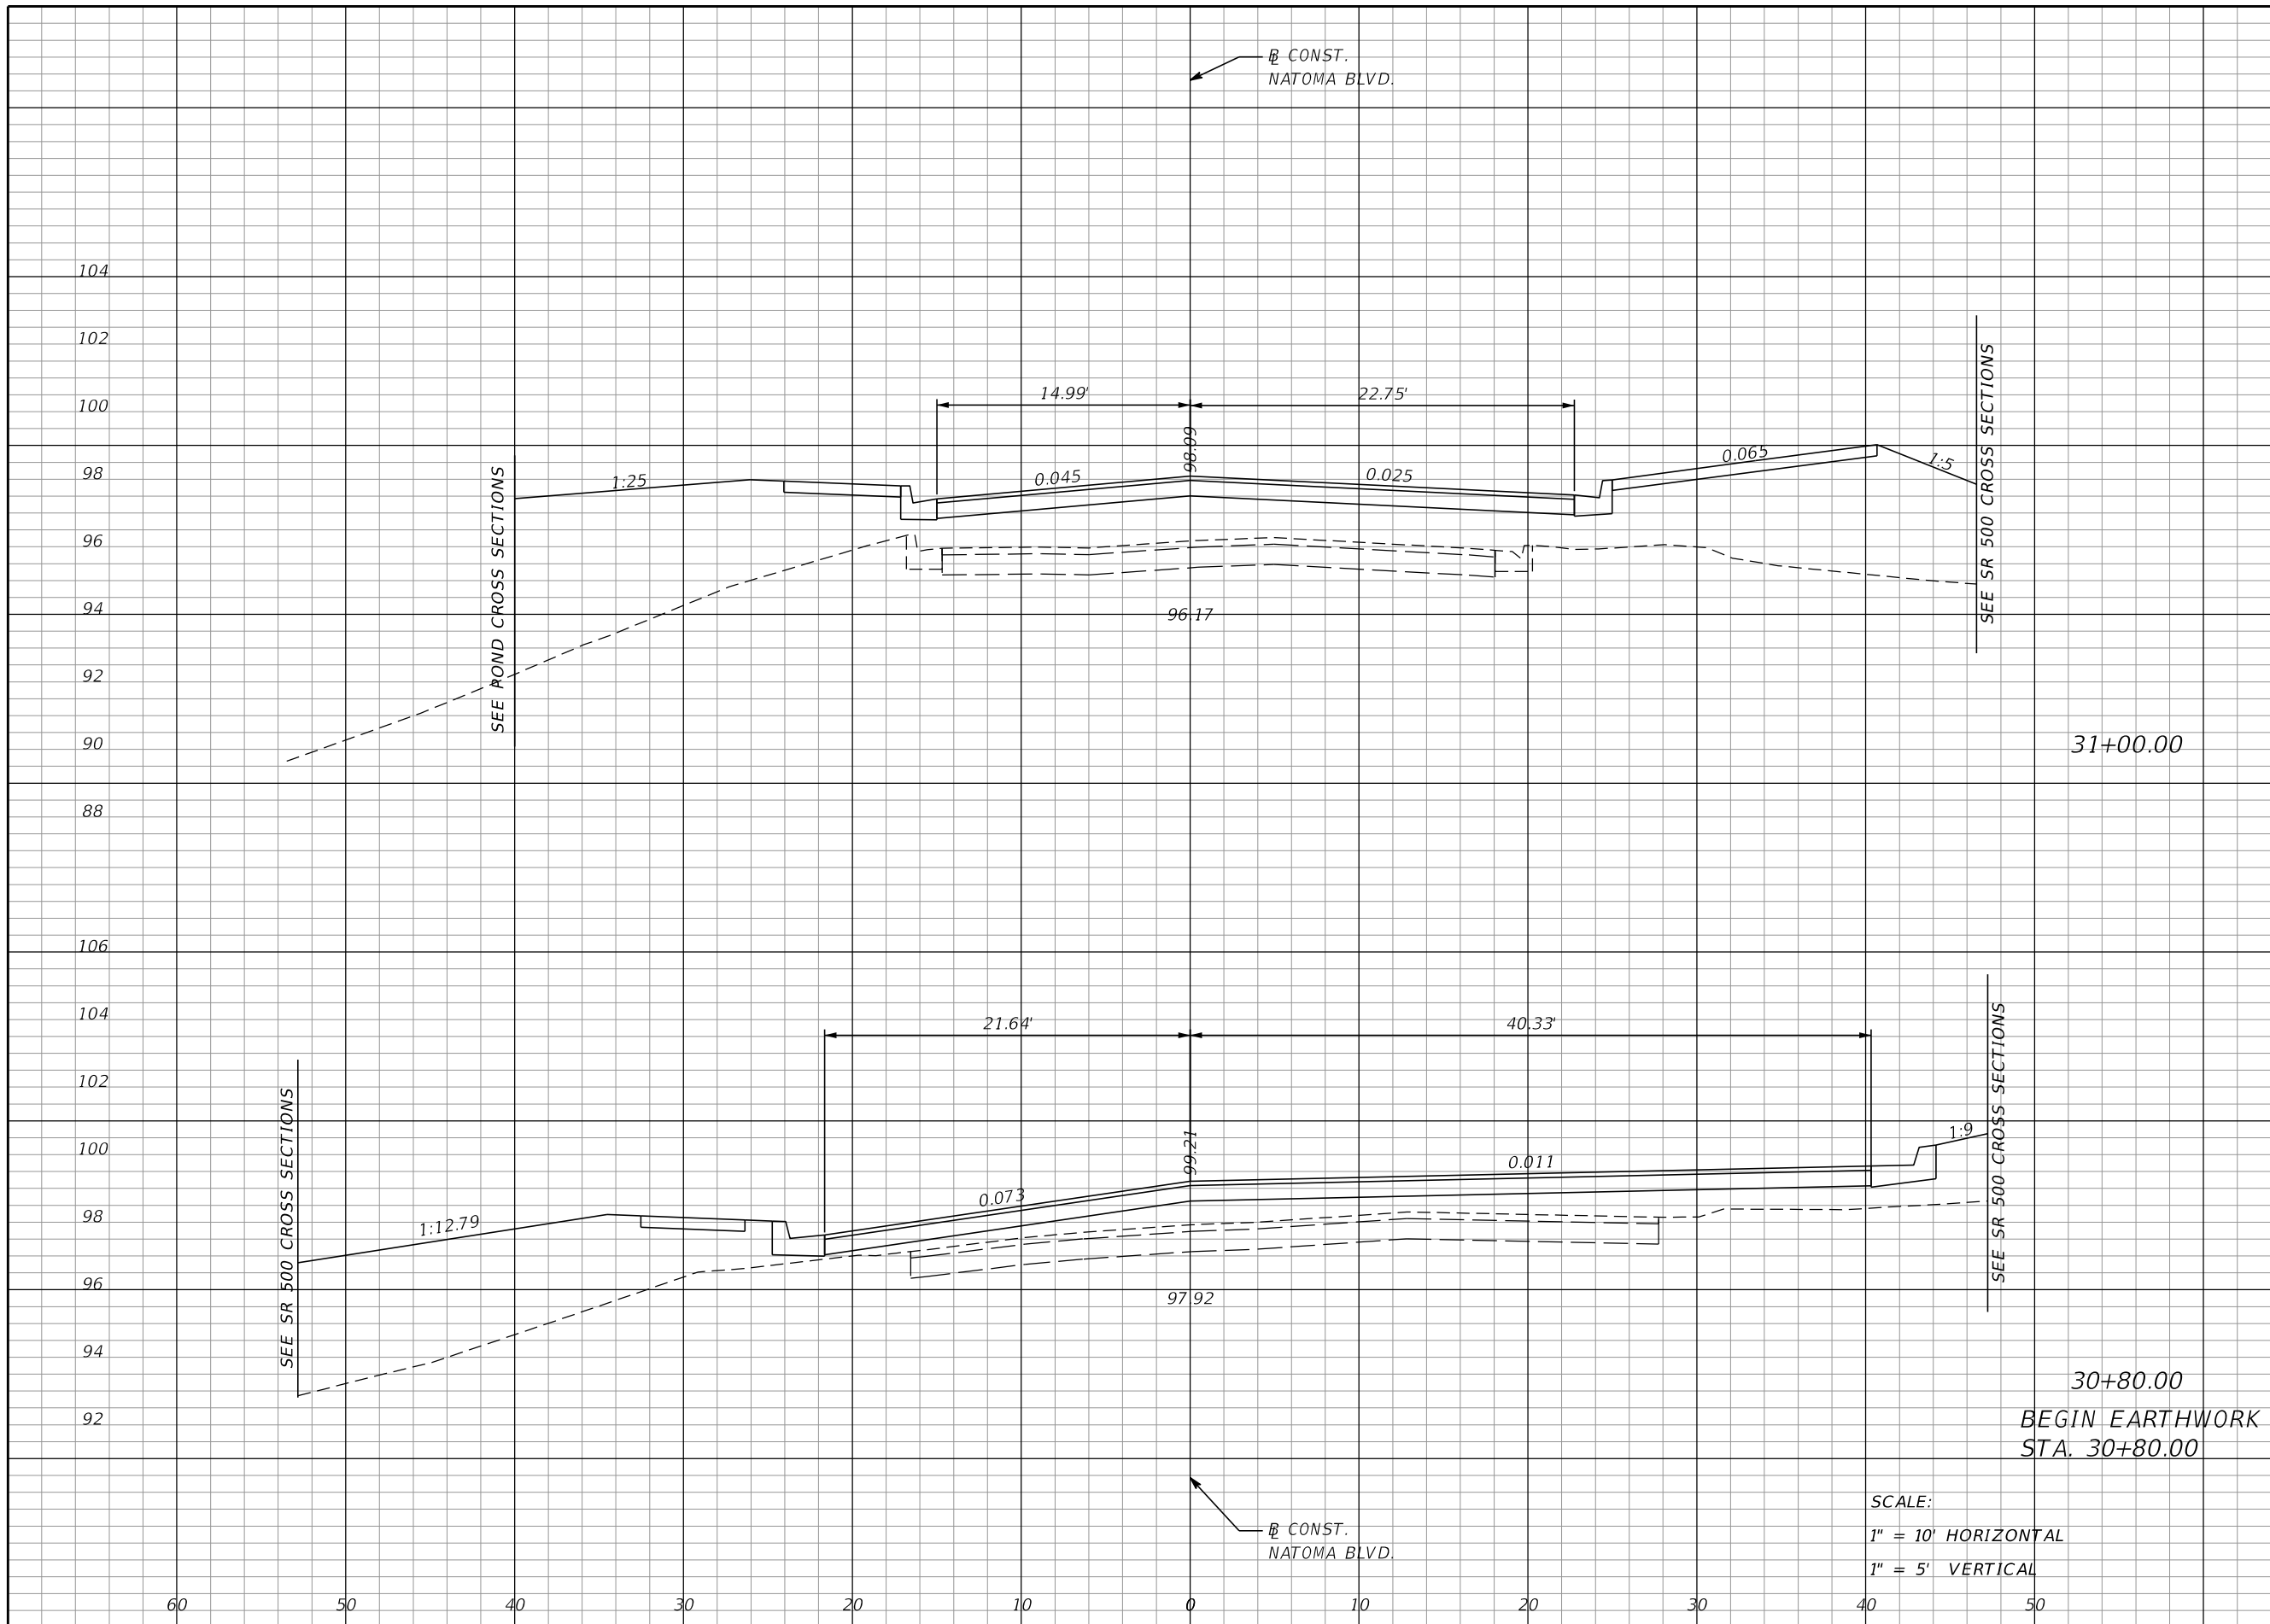 ℄ CONST.
NATOMA BLVD.
104
102
100
98
96
94
92
90
88
14.99'
22.75'
98.09
1:25
0.045
0.025
0.065
1:5
96.17
SEE POND CROSS SECTIONS
SEE SR 500 CROSS SECTIONS
31+00.00
106
104
102
100
98
96
94
92
21.64'
40.33'
99.21
1:12.79
0.073
0.011
1:9
97.92
SEE SR 500 CROSS SECTIONS
SEE SR 500 CROSS SECTIONS
30+80.00
BEGIN EARTHWORK
STA. 30+80.00
℄ CONST.
NATOMA BLVD.
SCALE:
1" = 10' HORIZONTAL
1" = 5' VERTICAL
60 50 40 30 20 10 0 10 20 30 40 50